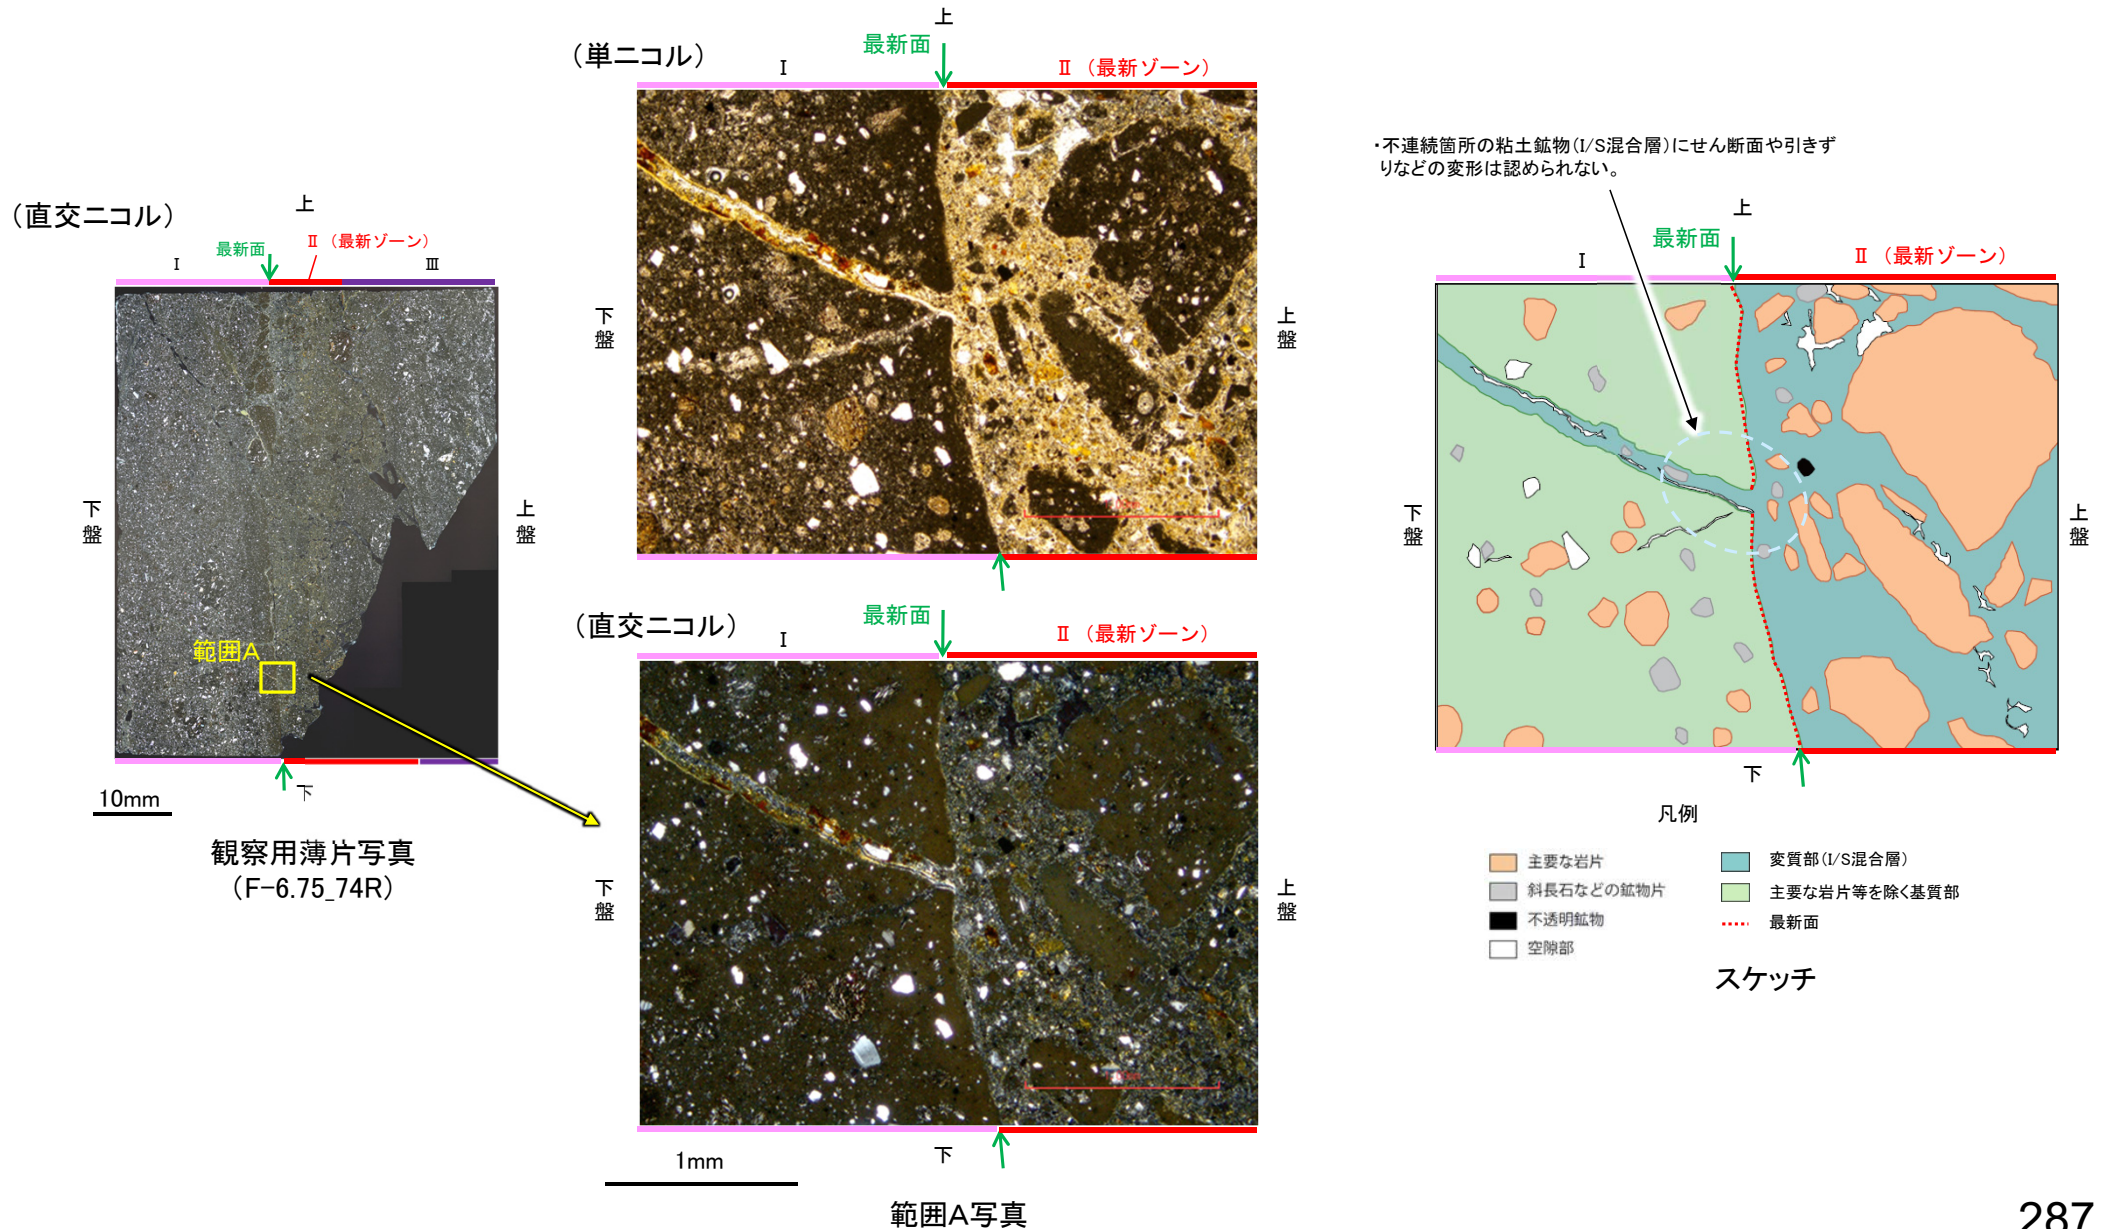 (直交ニコル)
上
最新面
Ⅱ (最新ゾーン)
Ⅰ
Ⅲ
下盤
上盤
範囲A
下
10mm
観察用薄片写真
(F-6.75_74R)
上
(単ニコル)
最新面
Ⅰ
Ⅱ (最新ゾーン)
下盤
上盤
(直交ニコル)
最新面
Ⅰ
Ⅱ (最新ゾーン)
下盤
上盤
下
1mm
範囲A写真
・不連続箇所の粘土鉱物(I/S混合層)にせん断面や引きず
りなどの変形は認められない。
上
最新面
Ⅰ
Ⅱ (最新ゾーン)
下盤
上盤
下
凡例
主要な岩片
斜長石などの鉱物片
不透明鉱物
空隙部
変質部(I/S混合層)
主要な岩片等を除く基質部
最新面
スケッチ
287